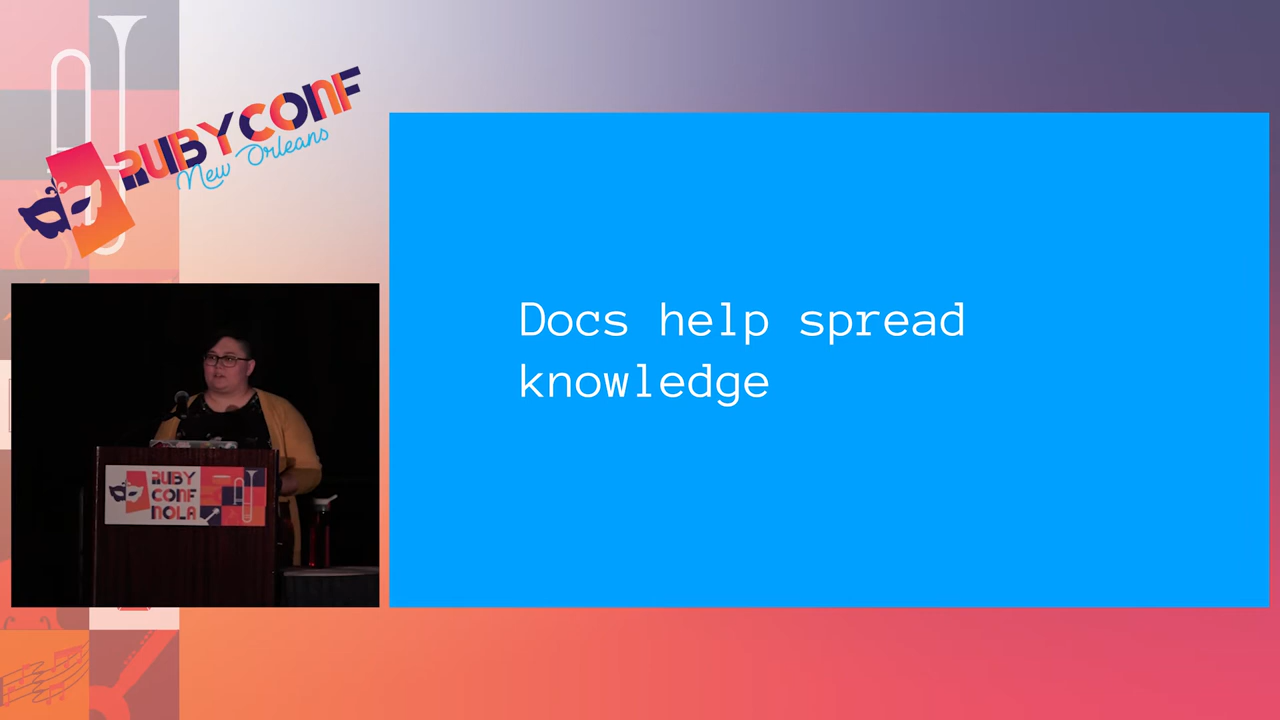 RUBYCONF
New Orleans
Docs help spread
knowledge
RUBY
CONF
NOLA